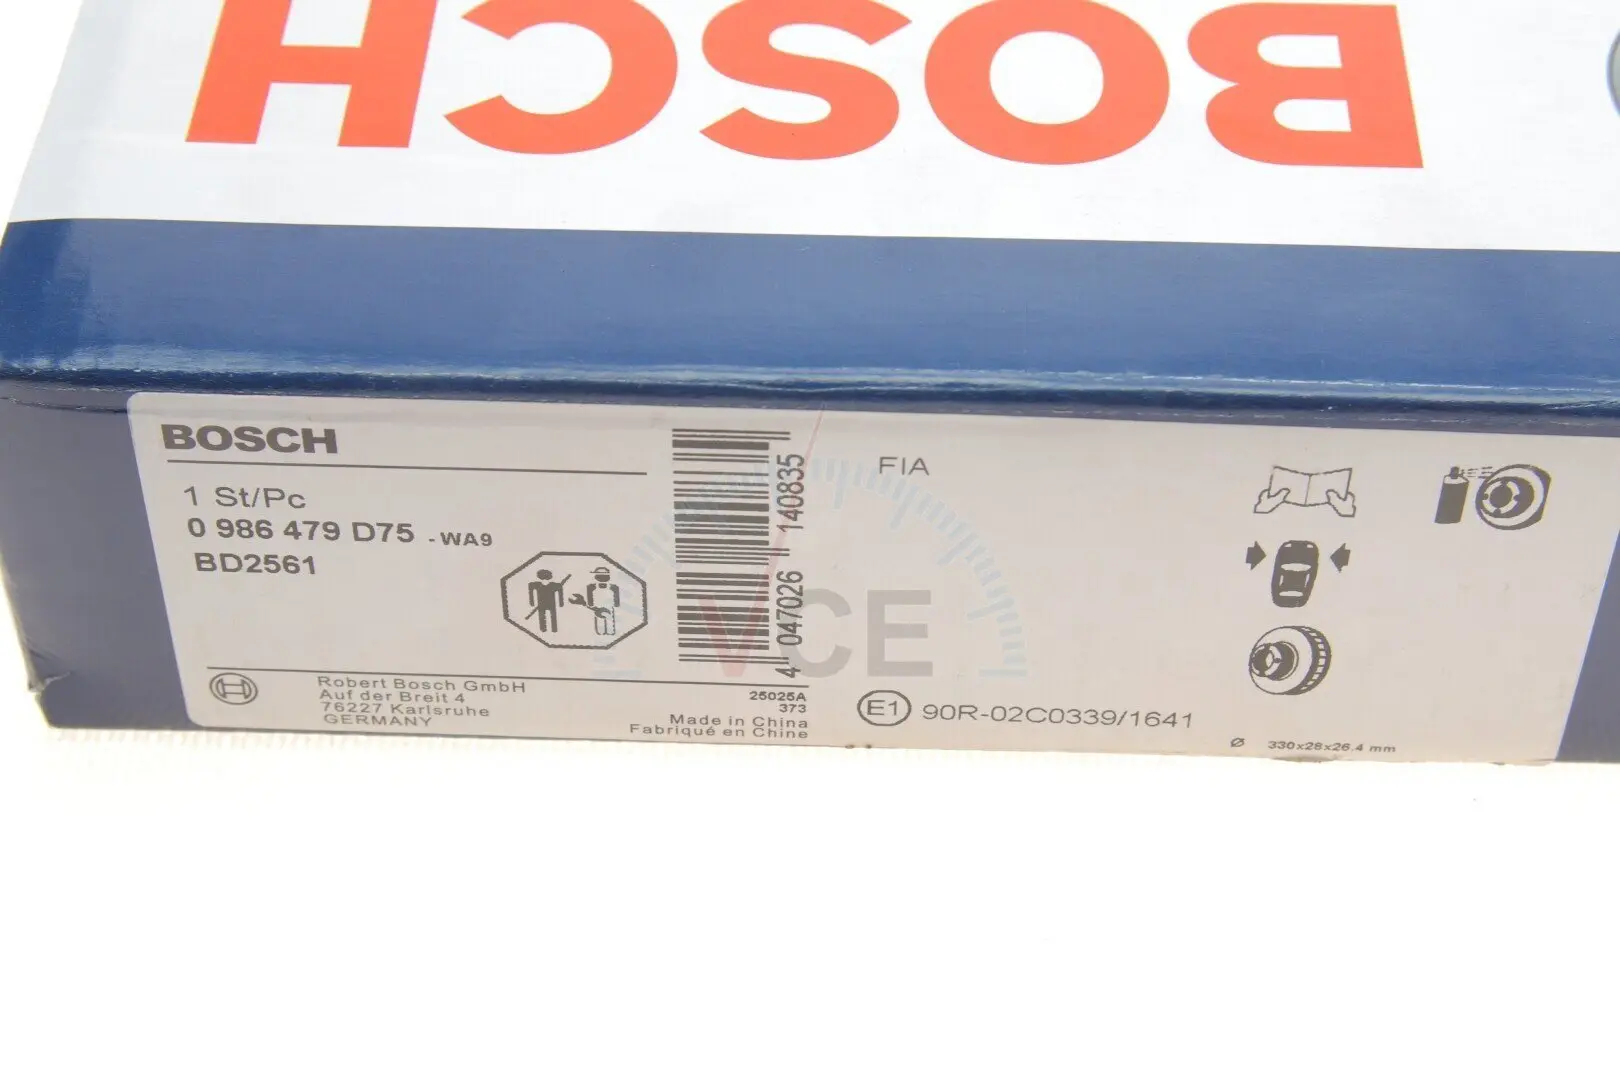 BOSCH
BOSCH
1 St/Pc
0 986 479 D75 -WA9
BD2561
4 047026 140835
FIA
Robert Bosch GmbH
Auf der Breit 4
76227 Karlsruhe
GERMANY
25025A
373
Made in China
Fabriqué en Chine
E1 90R-02C0339/1641
Ø 330x28x26.4 mm
VCE